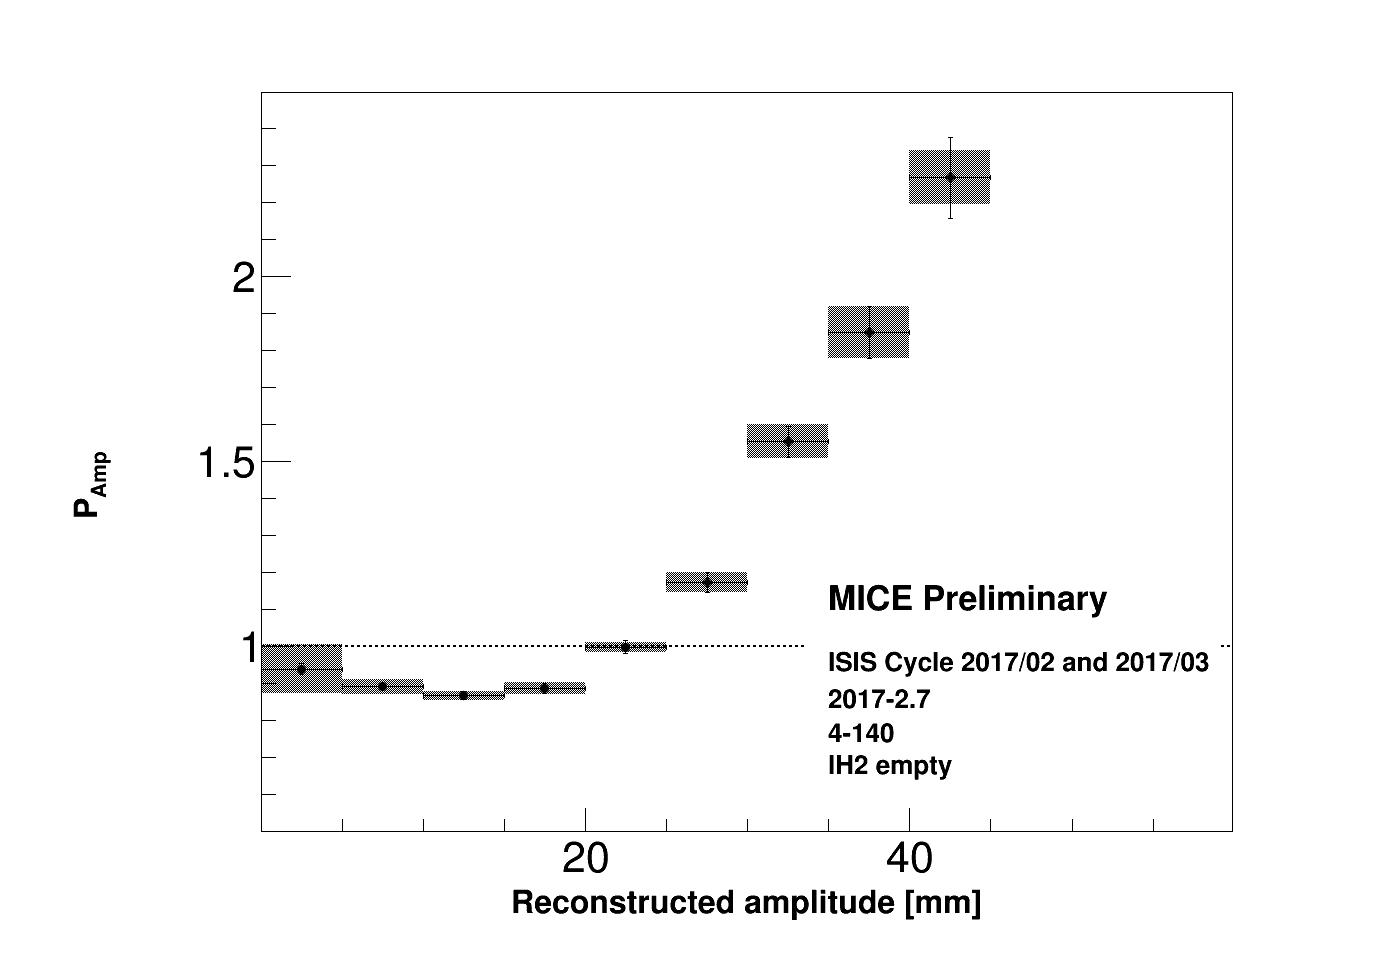 2
1.5
1
P_Amp
MICE Preliminary
ISIS Cycle 2017/02 and 2017/03
2017-2.7
4-140
IH2 empty
20 40
Reconstructed amplitude [mm]